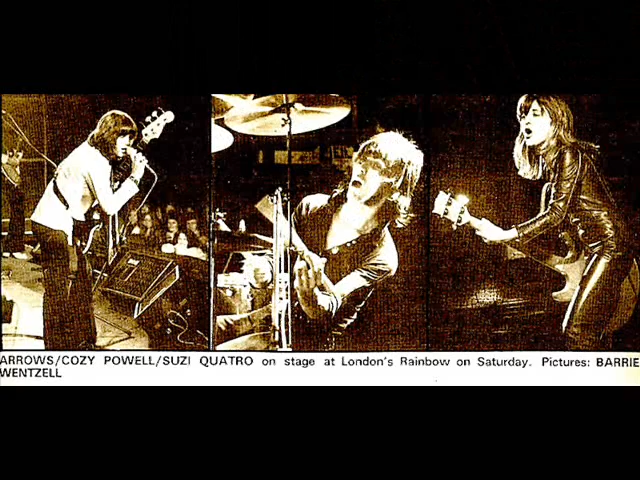 ARROWS/COZY POWELL/SUZI QUATRO on stage at London's Rainbow on Saturday. Pictures: BARRIE
WENTZELL